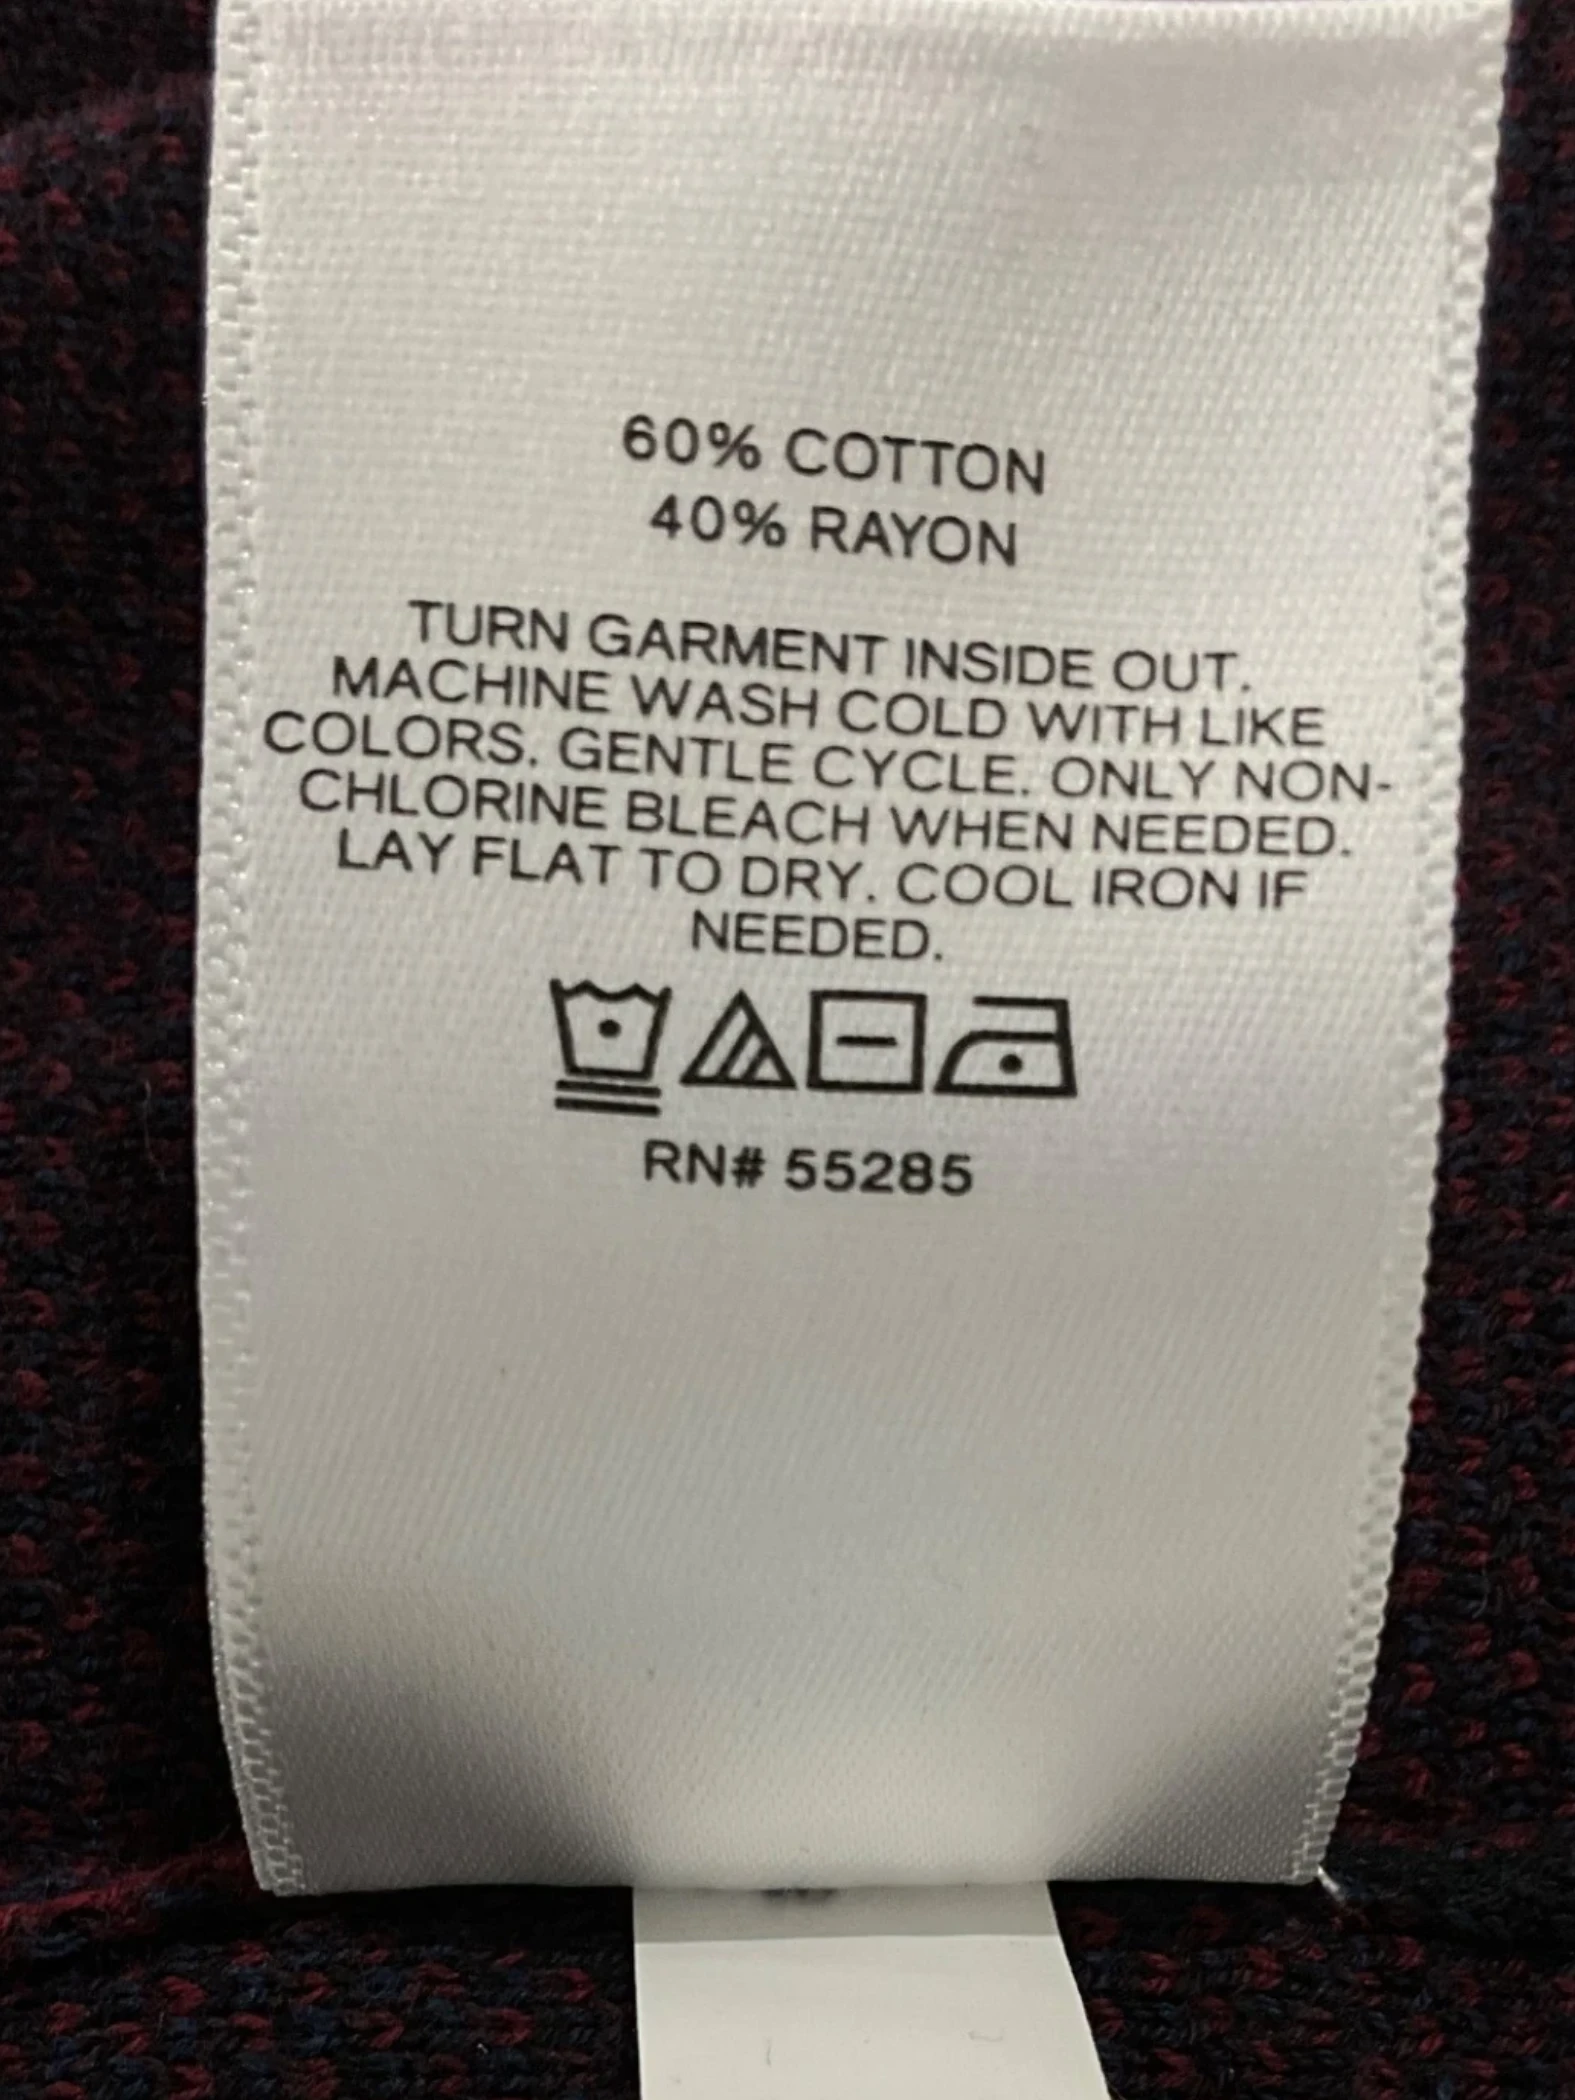 60% COTTON
40% RAYON
TURN GARMENT INSIDE OUT.
MACHINE WASH COLD WITH LIKE
COLORS. GENTLE CYCLE. ONLY NON-
CHLORINE BLEACH WHEN NEEDED.
LAY FLAT TO DRY. COOL IRON IF
NEEDED.
RN# 55285